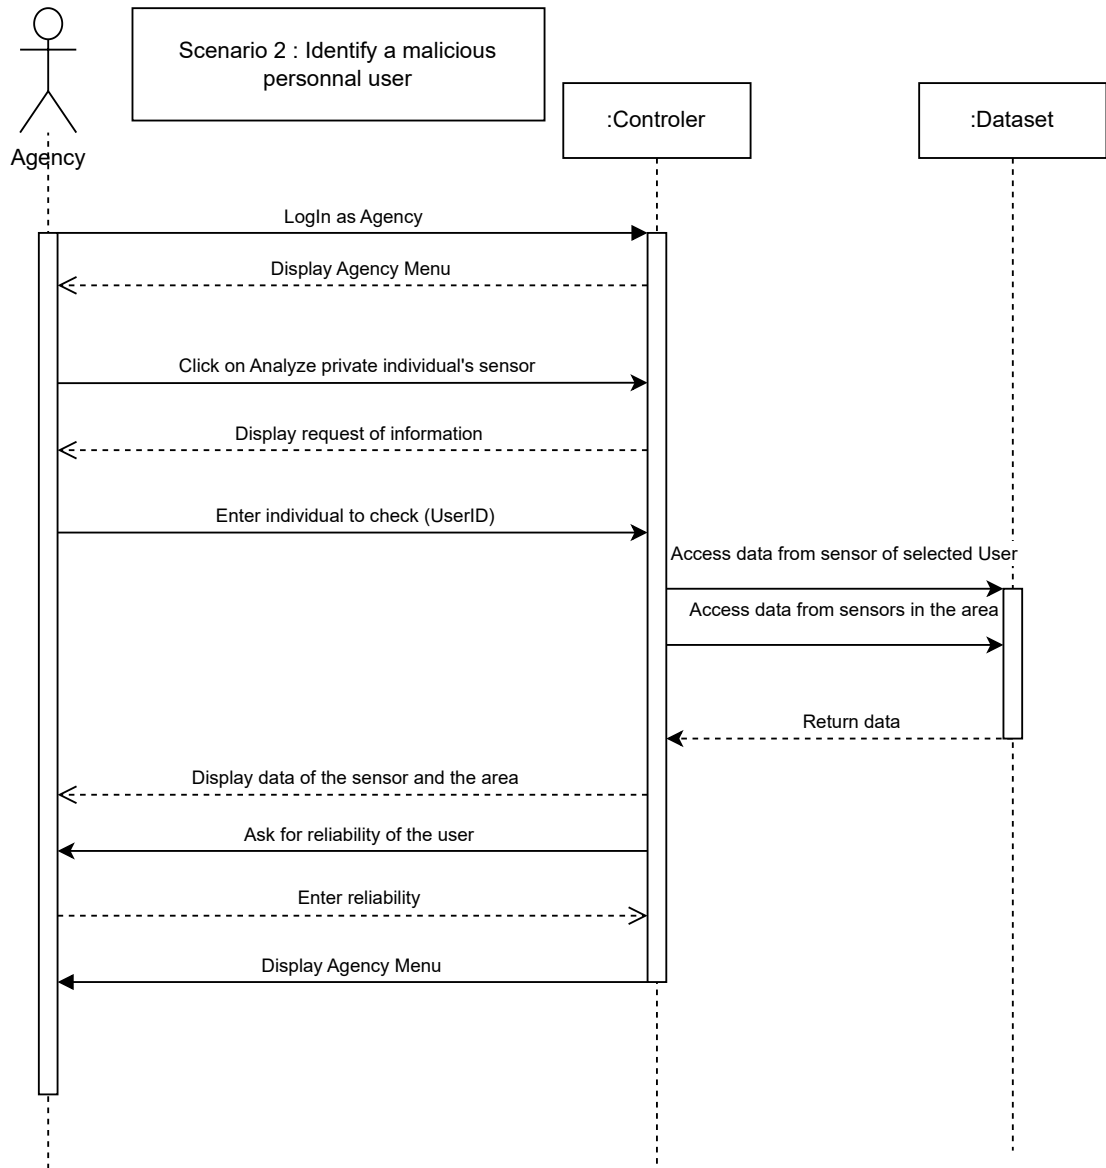 Scenario 2 : Identify a malicious
personnal user
:Controler
:Dataset
Agency
LogIn as Agency
Display Agency Menu
Click on Analyze private individual's sensor
Display request of information
Enter individual to check (UserID)
Access data from sensor of selected User
Access data from sensors in the area
Return data
Display data of the sensor and the area
Ask for reliability of the user
Enter reliability
Display Agency Menu